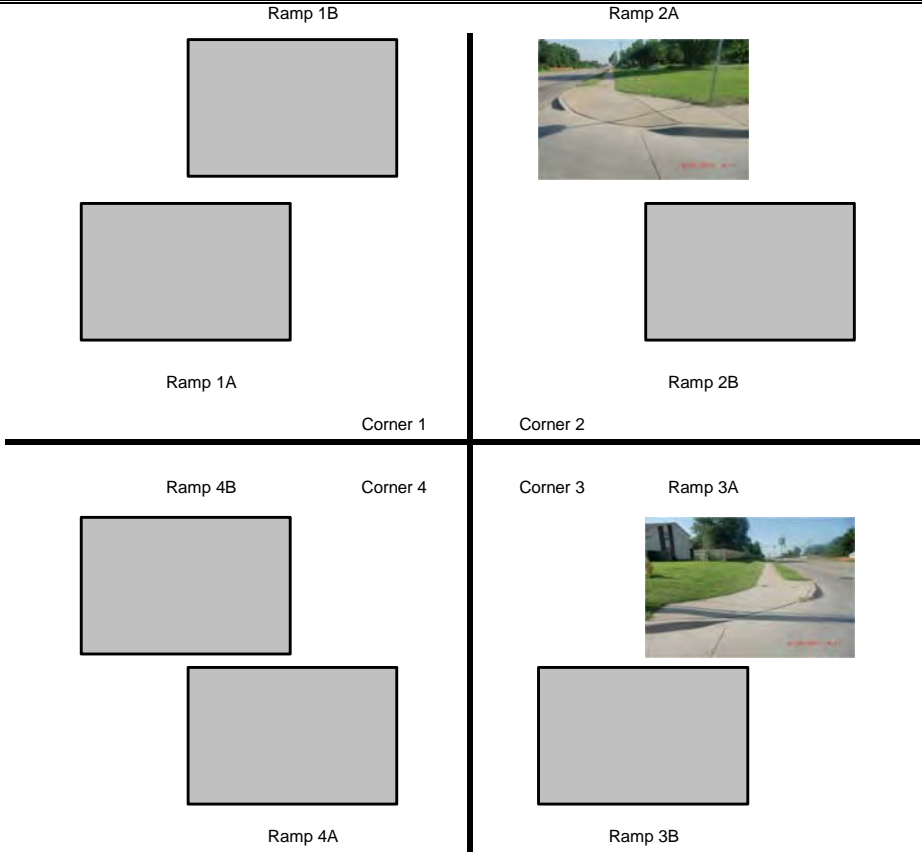 Ramp 1B
Ramp 2A
Ramp 1A
Ramp 2B
Corner 1
Corner 2
Ramp 4B
Corner 4
Corner 3
Ramp 3A
Ramp 4A
Ramp 3B